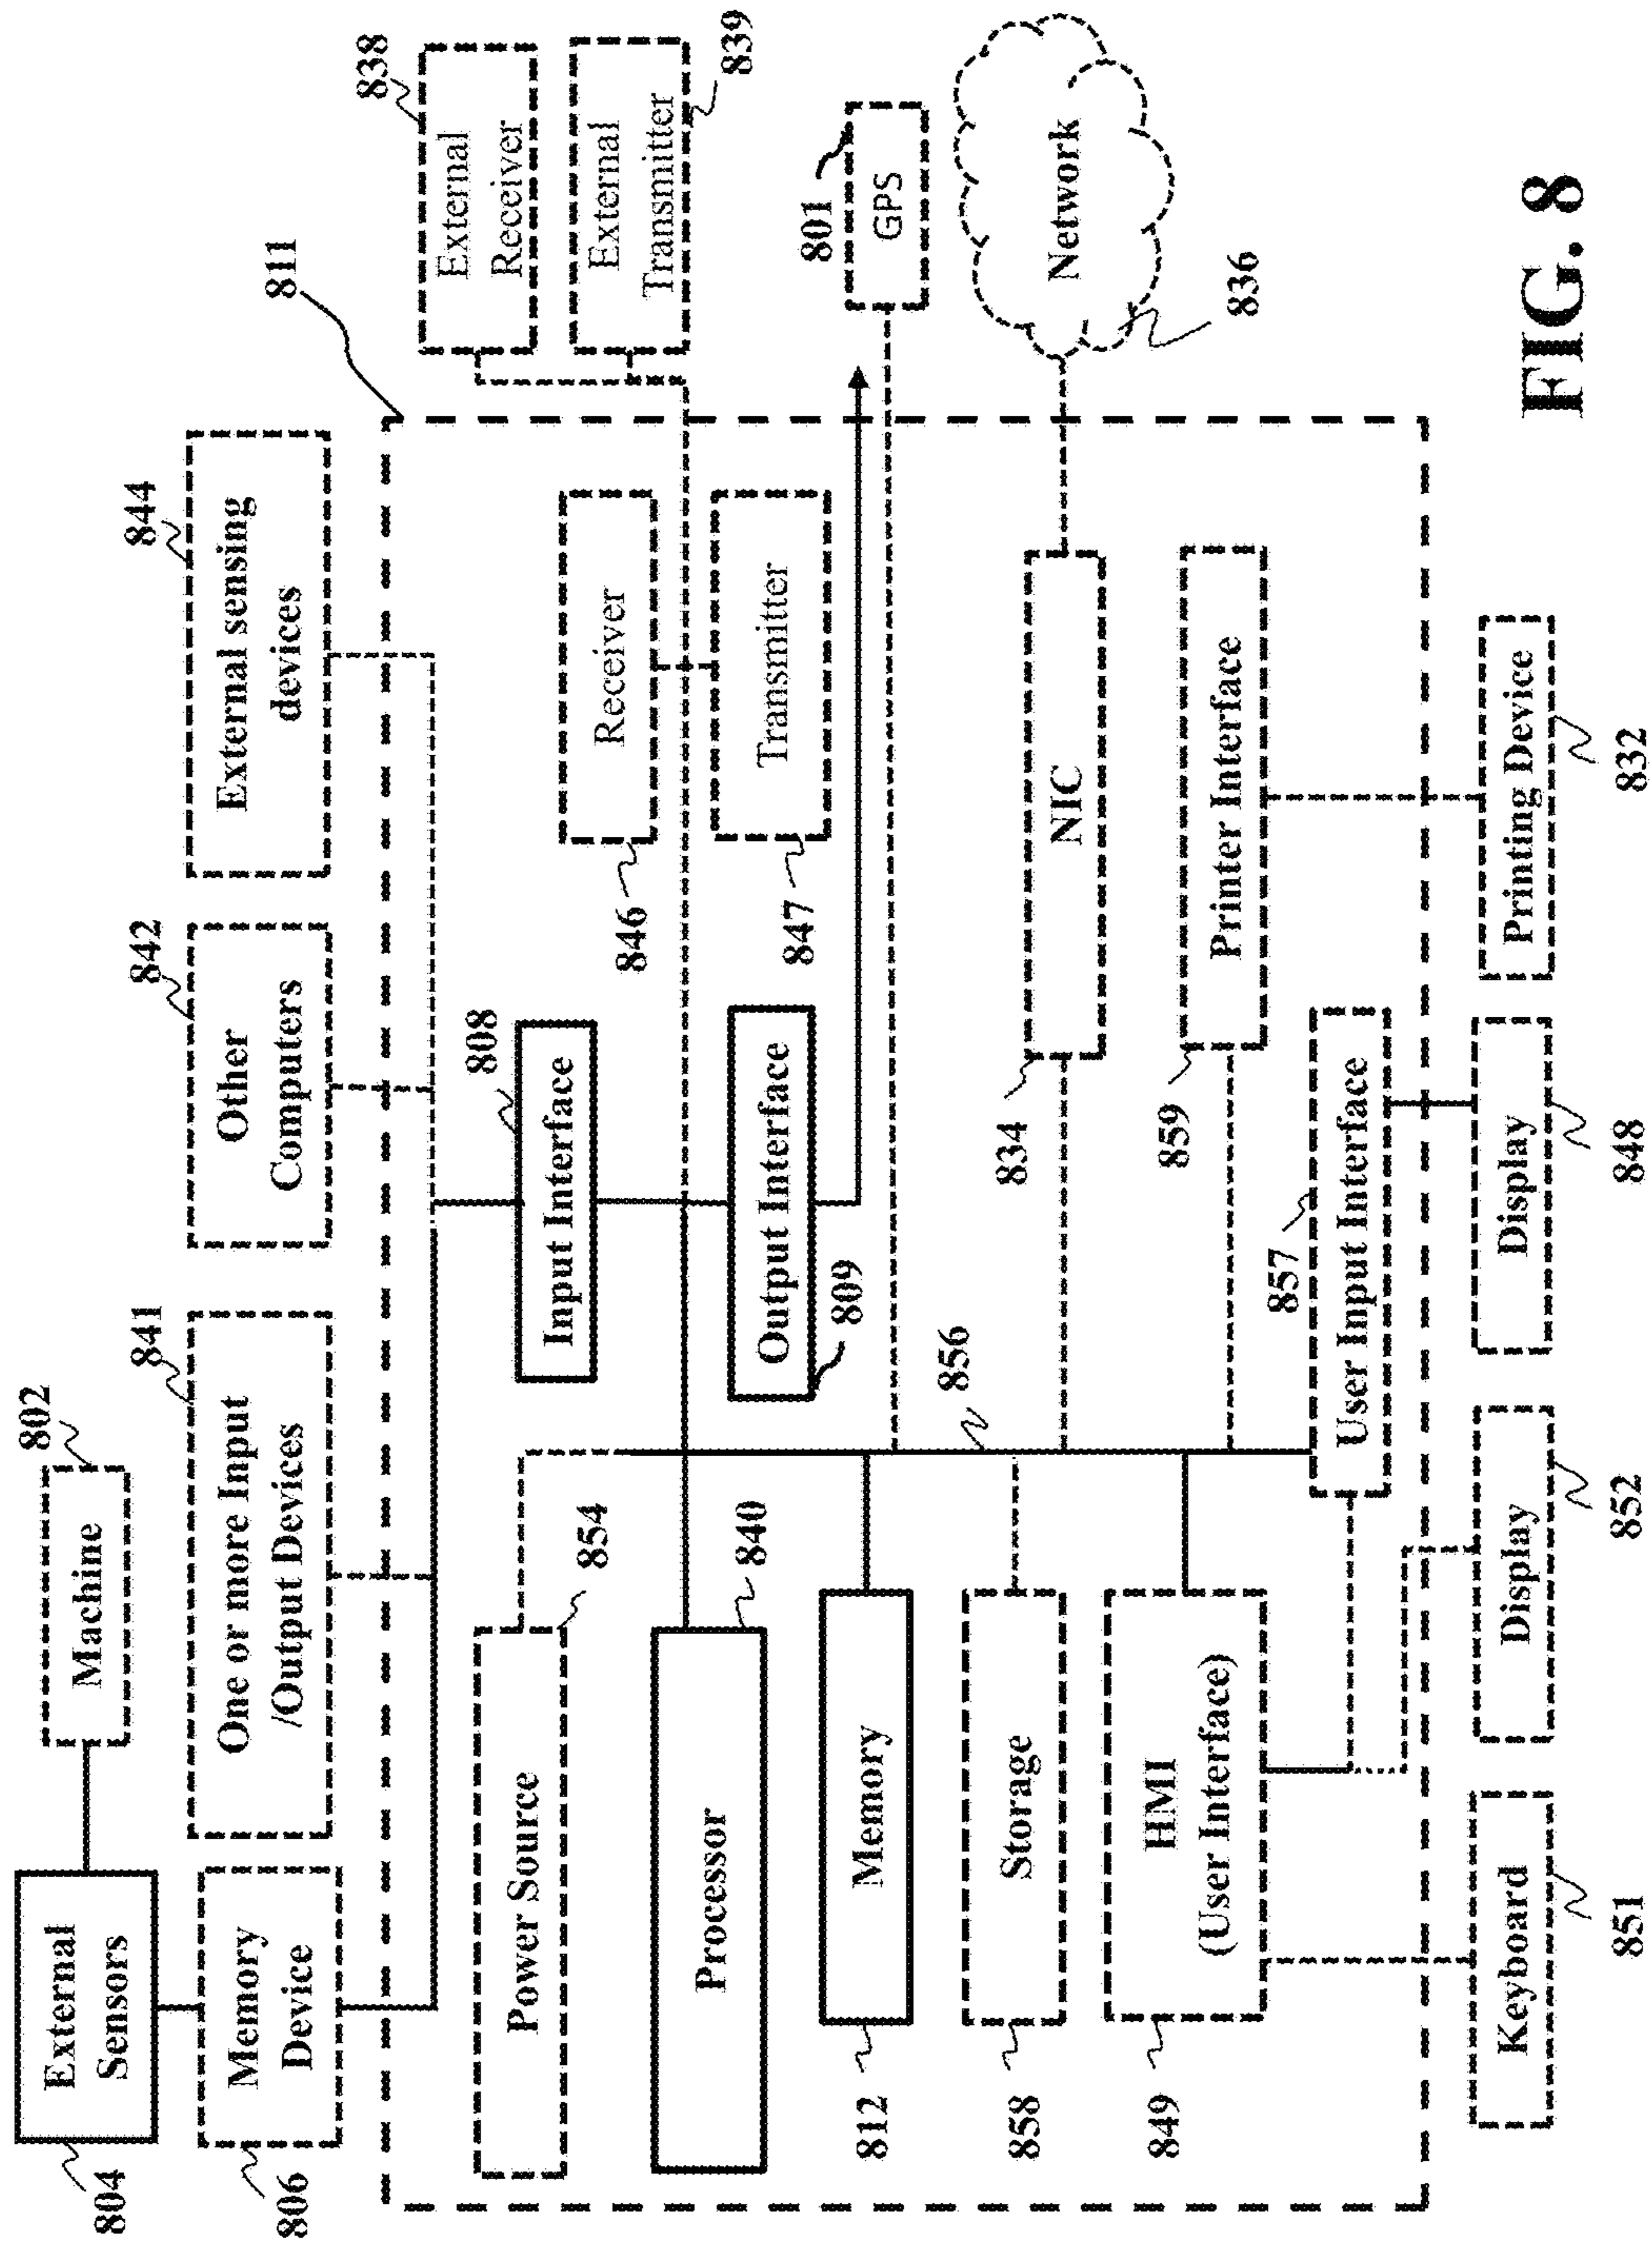 802
Machine
804
External
Sensors
841
842
844
806
Memory
Device
One or more Input
/Output Devices
Other
Computers
External sensing
devices
811
838
External
Receiver
External
Transmitter
839
Power Source
854
808
Input Interface
Receiver
846
Processor
840
Output Interface
809
Transmitter
847
801
GPS
812
Memory
856
858
Storage
834
NIC
Network
836
849
HMI
(User Interface)
859
Printer Interface
857
User Input Interface
Keyboard
851
Display
852
Display
848
Printing Device
832
FIG. 8